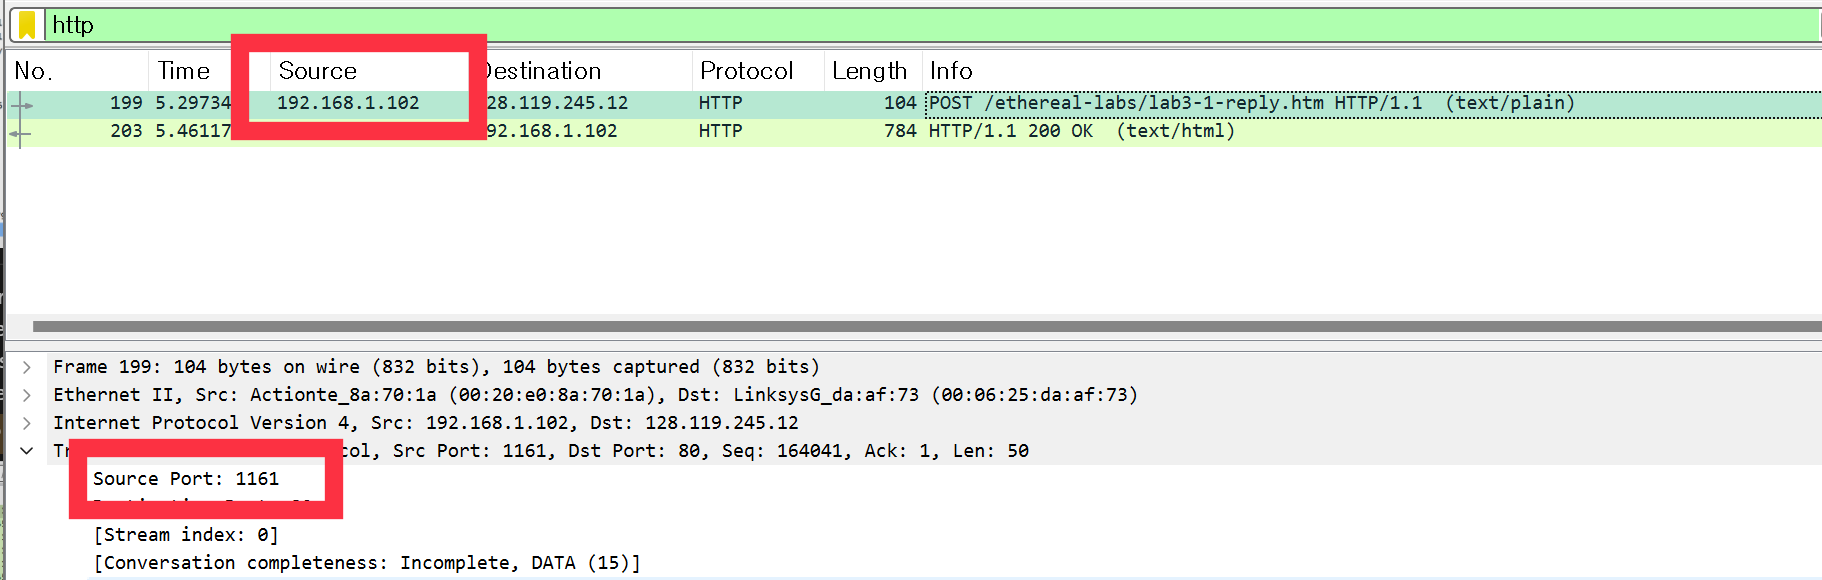 http
No. Time Source Destination Protocol Length Info
199 5.29734 192.168.1.102 28.119.245.12 HTTP 104 POST /ethereal-labs/lab3-1-reply.htm HTTP/1.1 (text/plain)
203 5.46117 92.168.1.102 HTTP 784 HTTP/1.1 200 OK (text/html)
Frame 199: 104 bytes on wire (832 bits), 104 bytes captured (832 bits)
Ethernet II, Src: Actionte_8a:70:1a (00:20:e0:8a:70:1a), Dst: LinksysG_da:af:73 (00:06:25:da:af:73)
Internet Protocol Version 4, Src: 192.168.1.102, Dst: 128.119.245.12
col, Src Port: 1161, Dst Port: 80, Seq: 164041, Ack: 1, Len: 50
Source Port: 1161
[Stream index: 0]
[Conversation completeness: Incomplete, DATA (15)]